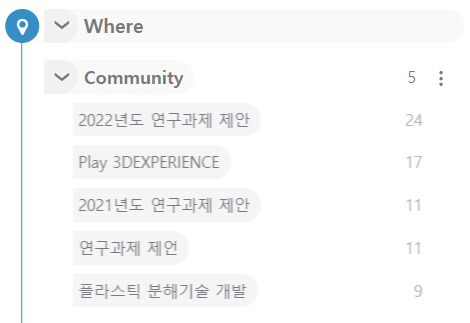 Where
Community 5
2022년도 연구과제 제안 24
Play 3DEXPERIENCE 17
2021년도 연구과제 제안 11
연구과제 제언 11
플라스틱 분해기술 개발 9